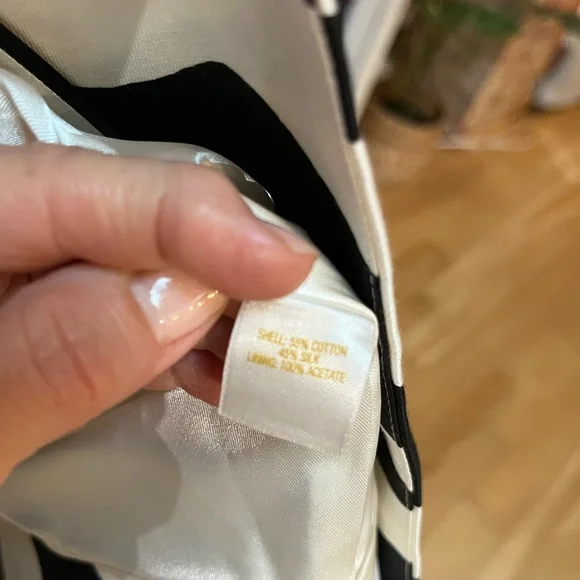 SHELL: 55% COTTON
45% SILK
LINING: 100% ACETATE